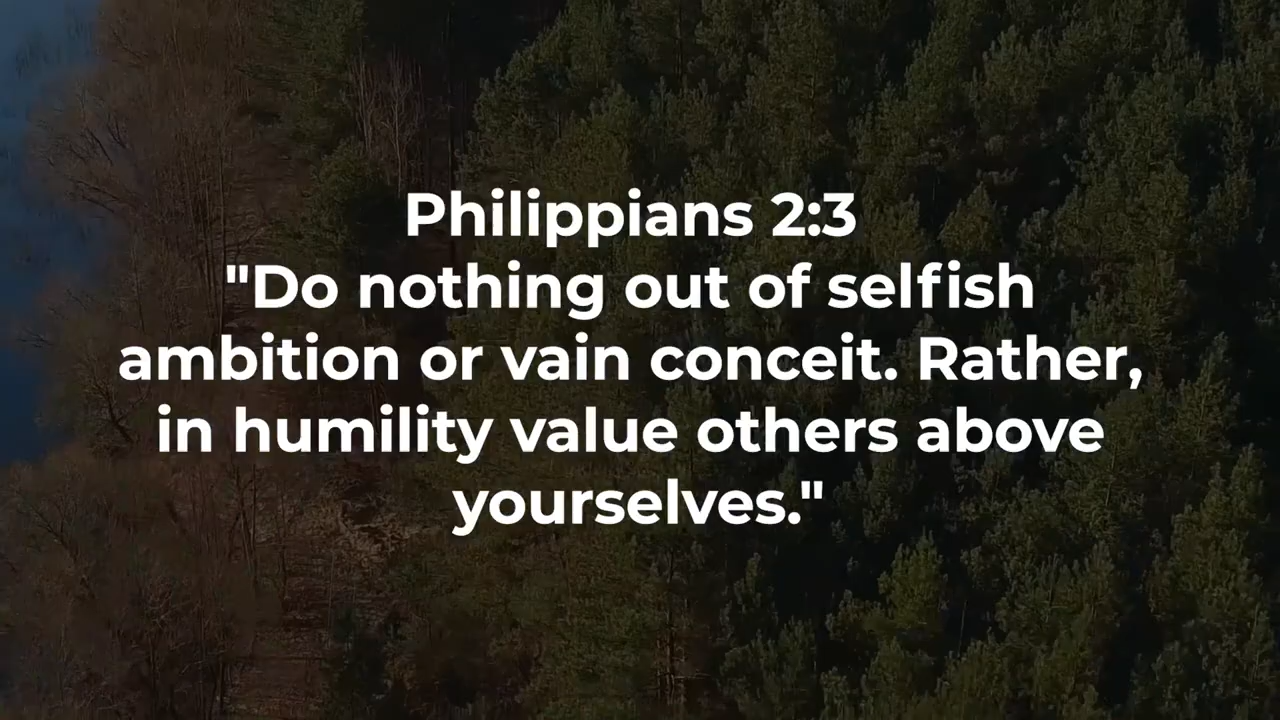 Philippians 2:3
"Do nothing out of selfish
ambition or vain conceit. Rather,
in humility value others above
yourselves."